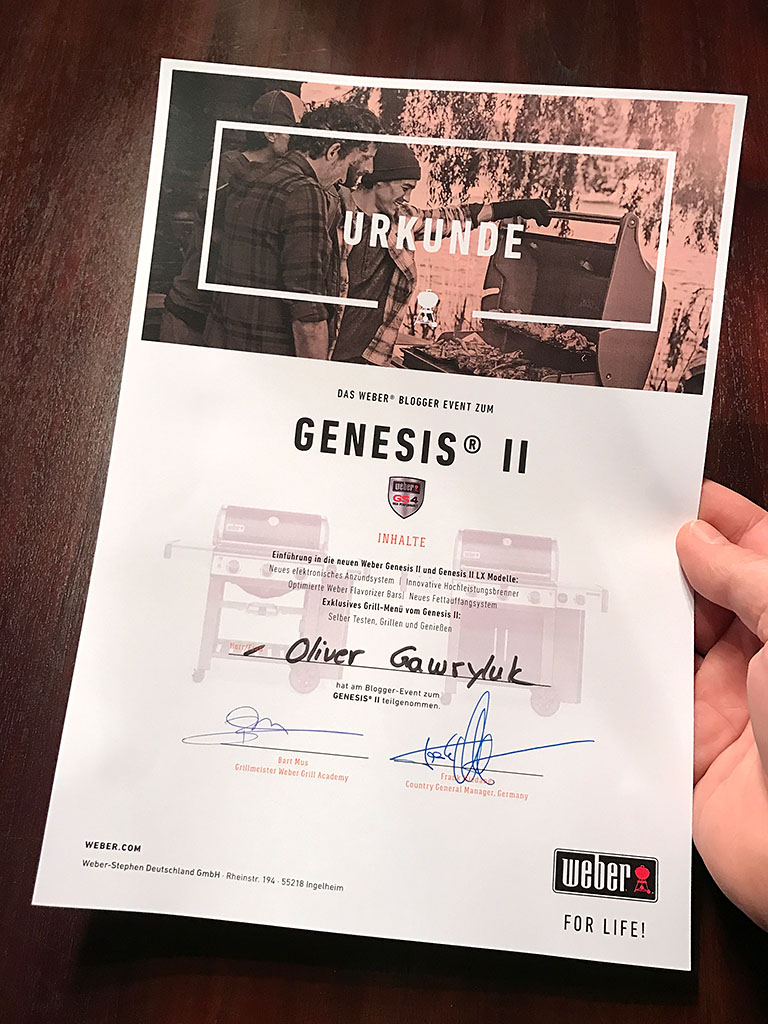 URKUNDE
DAS WEBER® BLOGGER EVENT ZUM
GENESIS® II
weber
GS4
INHALTE
Einführung in die neuen Weber Genesis II und Genesis II LX Modelle:
Neues elektronisches Anzündsystem | Innovative Hochleistungsbrenner
Optimierte Weber Flavorizer Bars| Neues Fettauffangsystem
Exklusives Grill-Menü vom Genesis II:
Selber Testen, Grillen und Genießen
Oliver Gawryluk
hat am Blogger-Event zum
GENESIS® II teilgenommen.
Bart Mus
Grillmeister Weber Grill Academy
Frank
Country General Manager, Germany
WEBER.COM
Weber-Stephen Deutschland GmbH · Rheinstr. 194 · 55218 Ingelheim
weber
FOR LIFE!